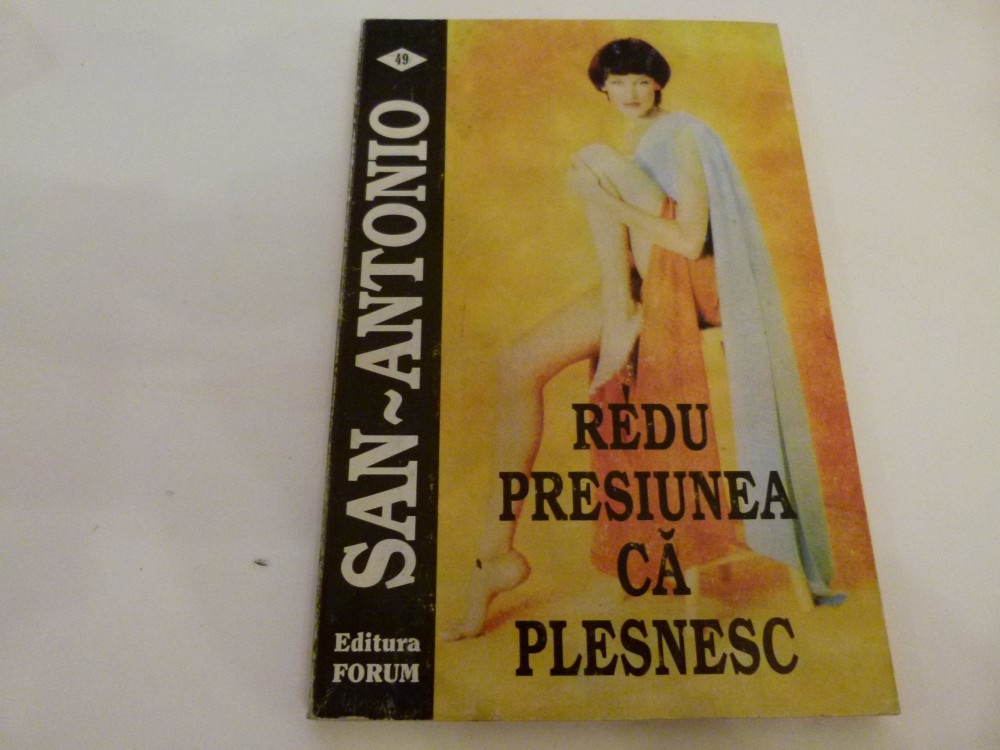 49
SAN~ANTONIO
Editura
FORUM
REDU
PRESIUNEA
CĂ
PLESNESC